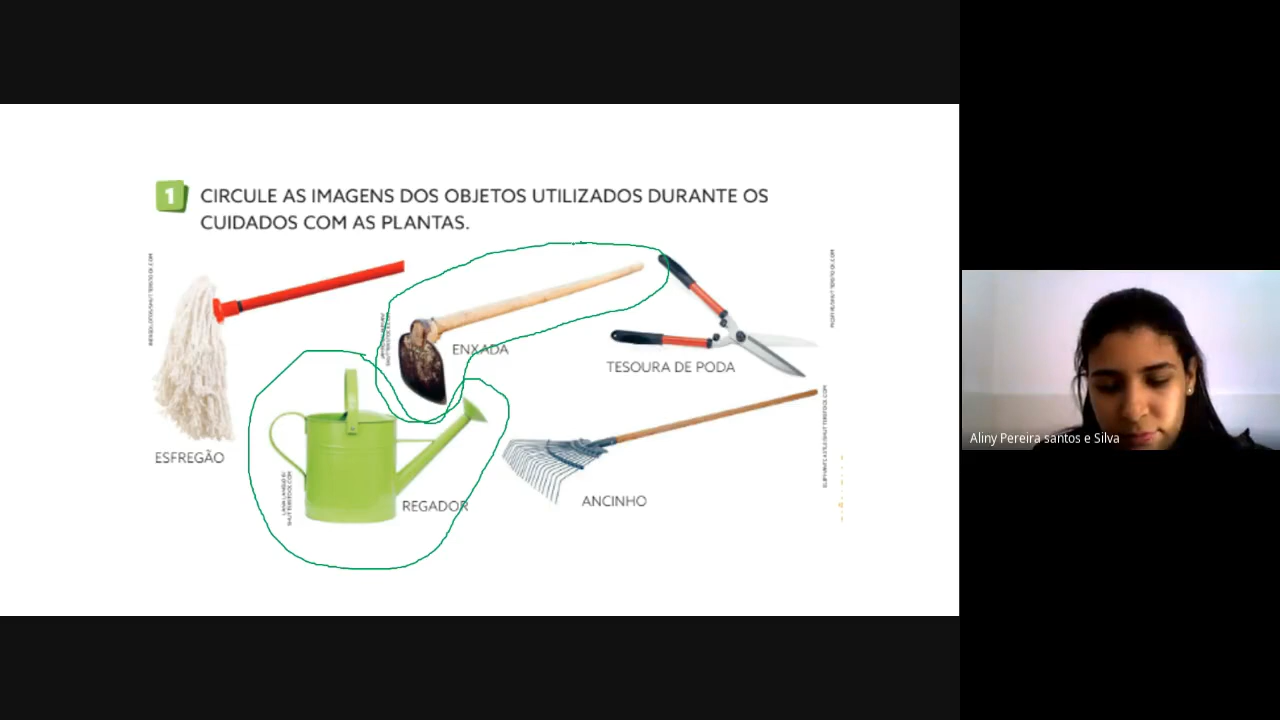 1 CIRCULE AS IMAGENS DOS OBJETOS UTILIZADOS DURANTE OS
CUIDADOS COM AS PLANTAS.
ENXADA
TESOURA DE PODA
ESFREGÃO
REGADOR
ANCINHO
Aliny Pereira santos e Silva